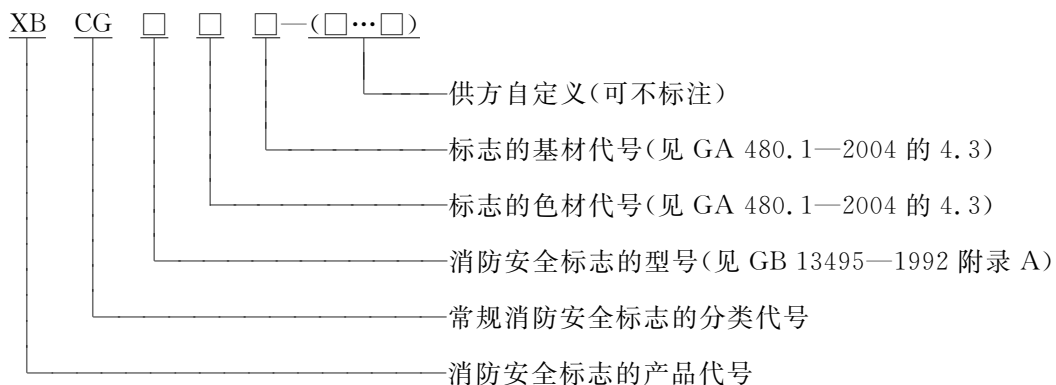 XB CG □ □ □—(□…□)
供方自定义(可不标注)
标志的基材代号(见 GA 480.1—2004 的 4.3)
标志的色材代号(见 GA 480.1—2004 的 4.3)
消防安全标志的型号(见 GB 13495—1992 附录 A)
常规消防安全标志的分类代号
消防安全标志的产品代号